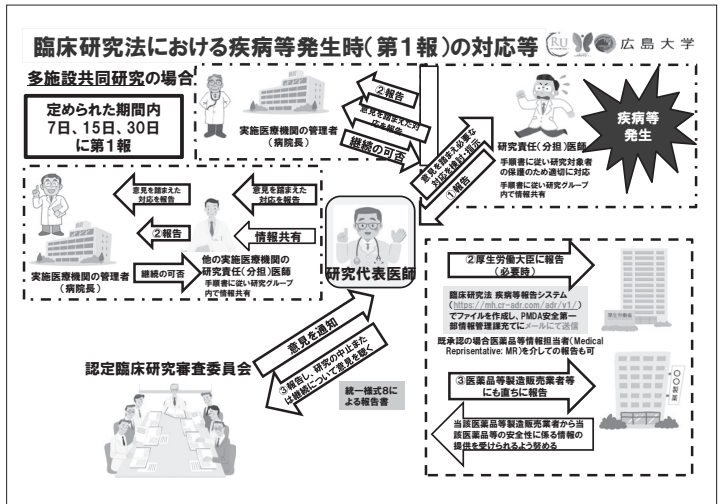 臨床研究法における疾病等発生時(第1報)の対応等
RU
広島大学
多施設共同研究の場合
定められた期間内
7日、15日、30日
に第1報
実施医療機関の管理者
(病院長)
②報告
意見を踏まえた対
応を報告
継続の可否
意見を踏まえ必要な
対応を検討・指示
①報告
研究責任(分担)医師
手順書に従い研究対象者
の保護のため適切に対応
手順書に従い研究グループ
内で情報共有
疾病等
発生
意見を踏まえた
対応を報告
②報告
継続の可否
実施医療機関の管理者
(病院長)
意見を踏まえた
対応を報告
情報共有
他の実施医療機関の
研究責任(分担)医師
手順書に従い研究グループ
内で情報共有
研究代表医師
②厚生労働大臣に報告
(必要時)
厚生労働省
臨床研究法 疾病等報告システム
(https://mh.cr-adr.com/adr/v1/)
でファイルを作成し、PMDA安全第一
部情報管理課充てにメールにて送信
既承認の場合医薬品等情報担当者(Medical
Reprisentative: MR)を介しての報告も可
③医薬品等製造販売業者等
にも直ちに報告
〇〇製薬
当該医薬品等製造販売業者から当
該医薬品等の安全性に係る情報の
提供を受けられるよう努める
意見を通知
③報告し、研究の中止また
は継続について意見を聴く
統一様式8に
よる報告書
認定臨床研究審査委員会